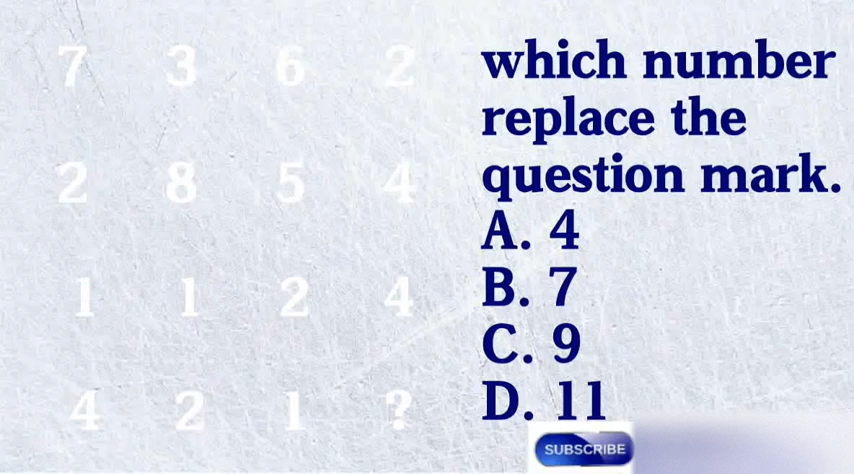 7 3 6 2
2 8 5 4
1 1 2 4
4 2 1 ?
which number
replace the
question mark.
A. 4
B. 7
C. 9
D. 11
SUBSCRIBE